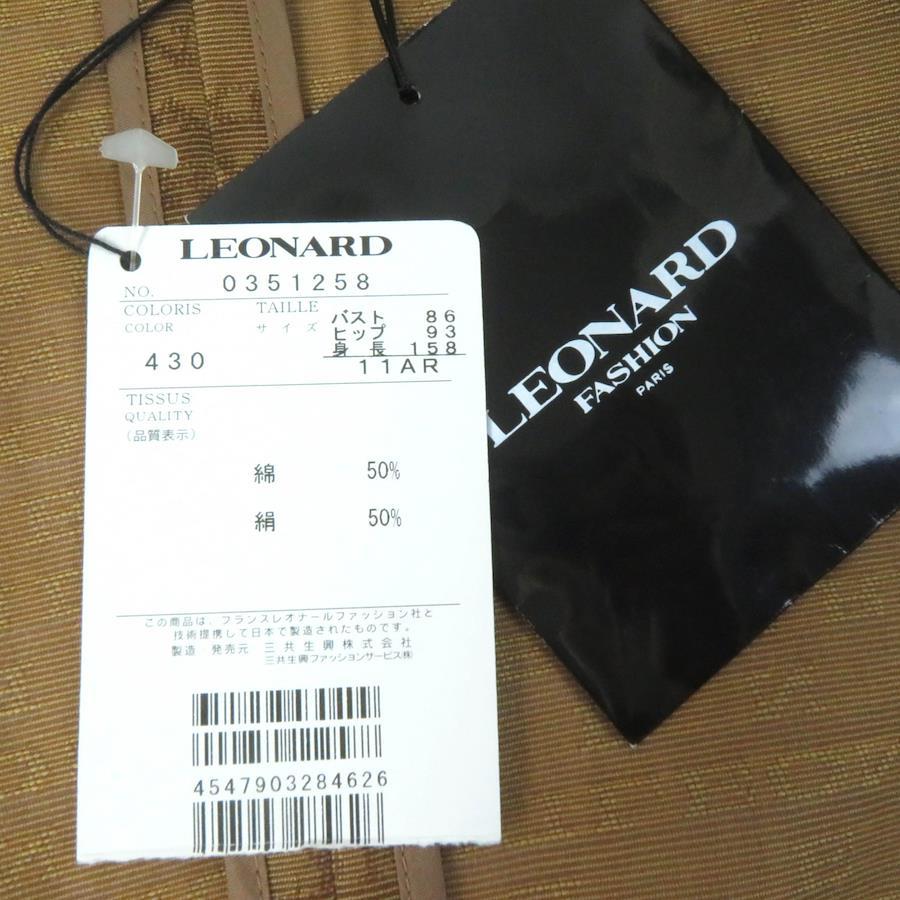 LEONARD
NO. 0351258
COLORIS TAILLE バスト 86
COLOR サイズ ヒップ 93
身長 158
430 11AR
TISSUS
QUALITY
(品質表示)
綿 50%
絹 50%
この商品は、フランスレオナールファッション社と
技術提携して日本で製造されたものです。
製造・発売元 三共生興株式会社
三共生興ファッションサービス㈱
4547903284626
LEONARD
FASHION
PARIS